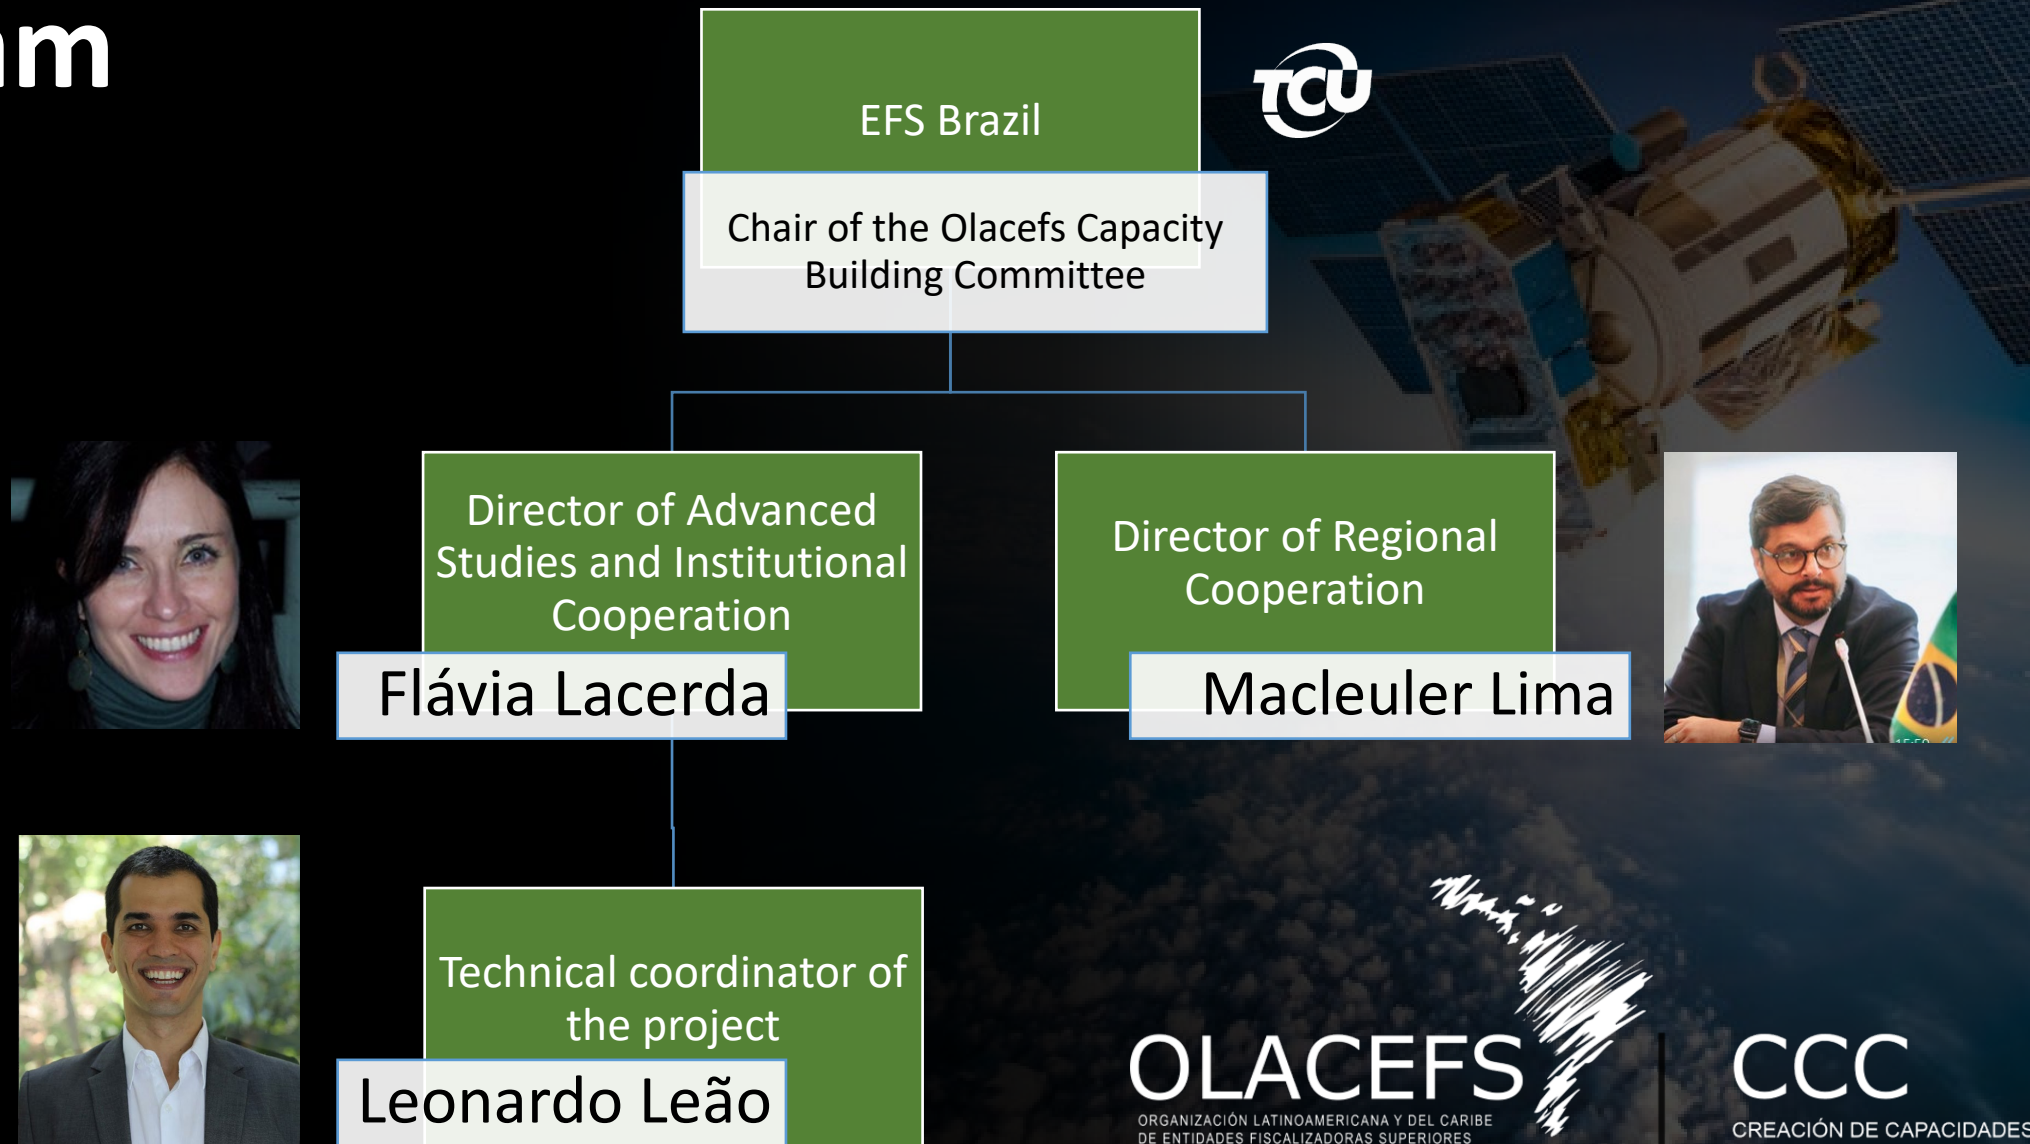 TCU
EFS Brazil
Chair of the Olacefs Capacity
Building Committee
Director of Advanced
Studies and Institutional
Cooperation
Flávia Lacerda
Director of Regional
Cooperation
Macleuler Lima
Technical coordinator of
the project
Leonardo Leão
OLACEFS
ORGANIZACIÓN LATINOAMERICANA Y DEL CARIBE
DE ENTIDADES FISCALIZADORAS SUPERIORES
CCC
CREACIÓN DE CAPACIDADES